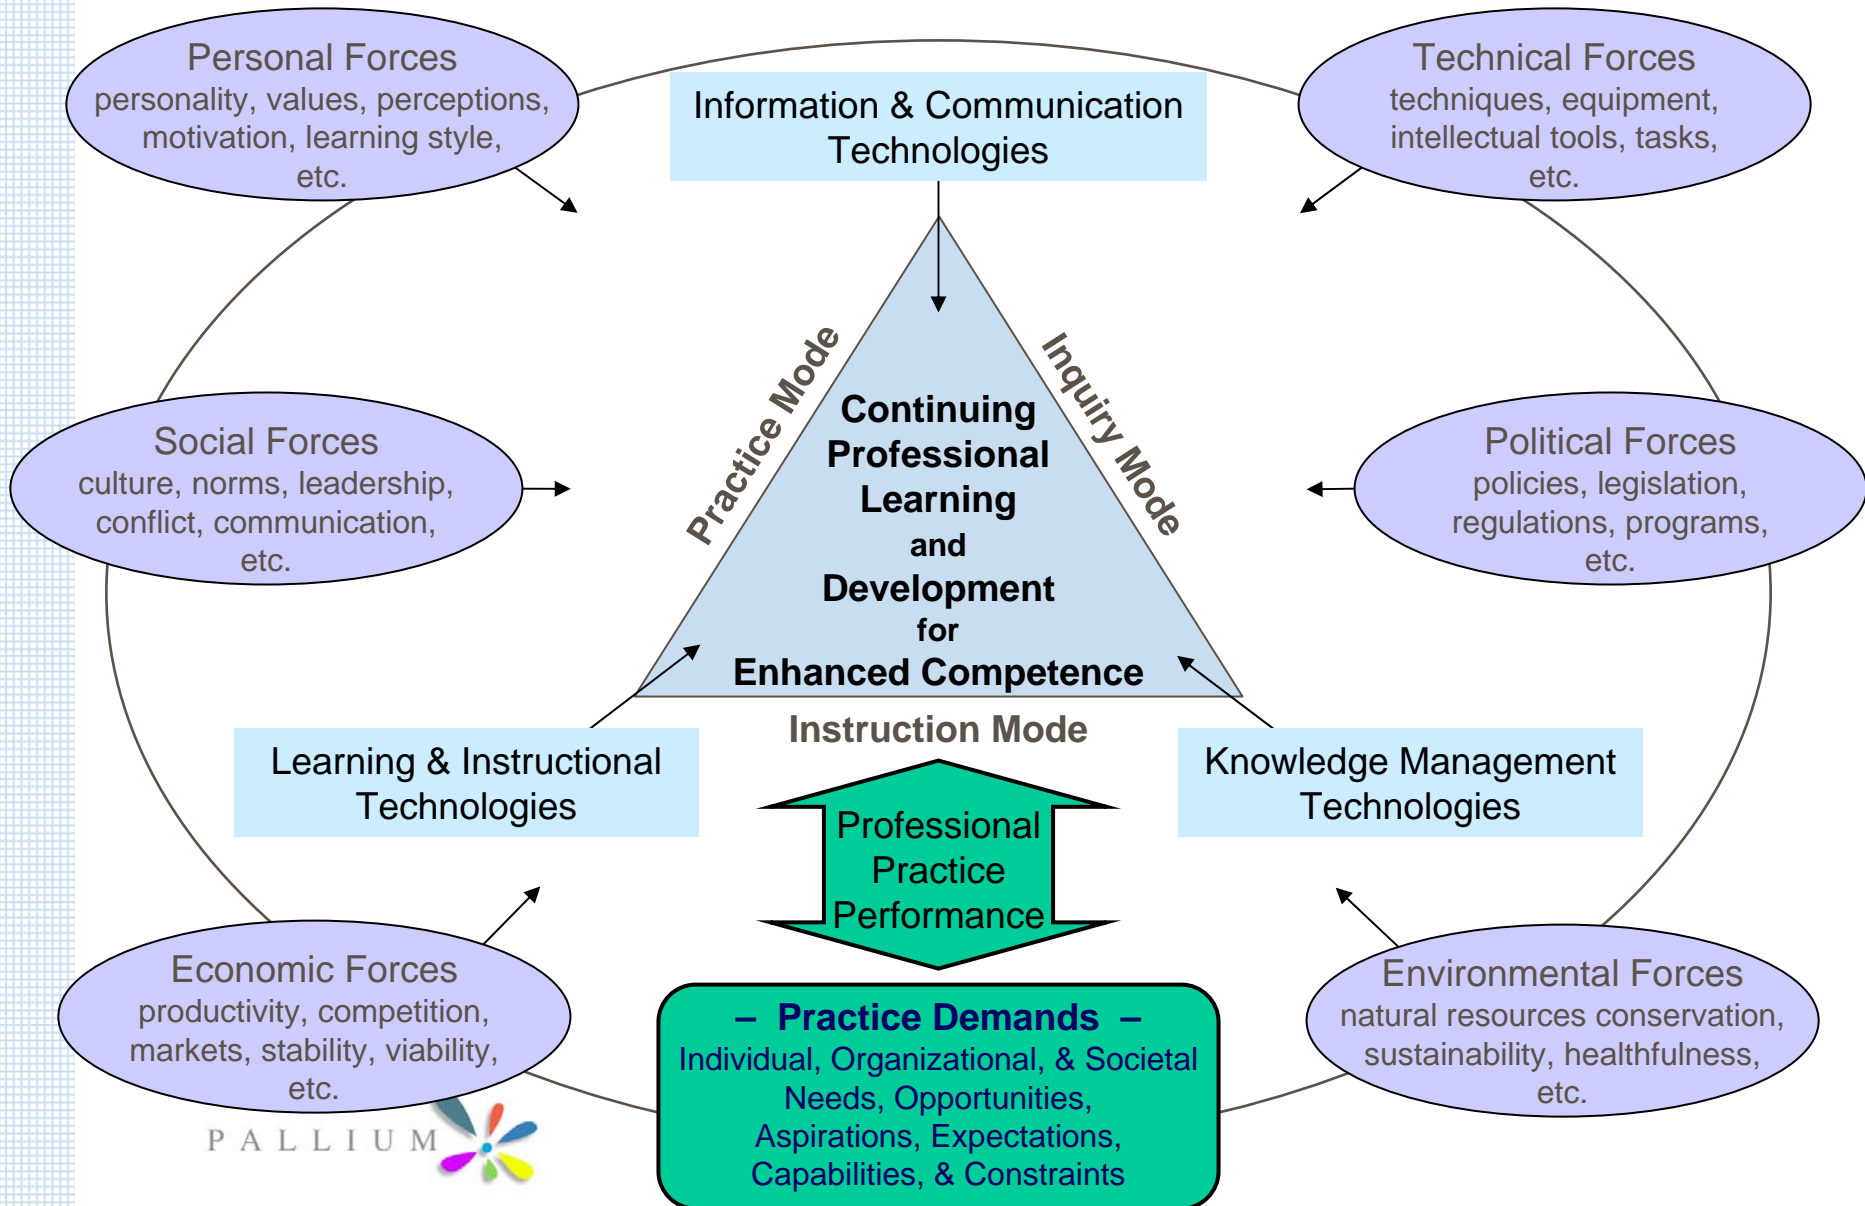 Personal Forces
personality, values, perceptions,
motivation, learning style,
etc.
Information & Communication
Technologies
Technical Forces
techniques, equipment,
intellectual tools, tasks,
etc.
Practice Mode
Inquiry Mode
Continuing
Professional
Learning
and
Development
for
Enhanced Competence
Social Forces
culture, norms, leadership,
conflict, communication,
etc.
Political Forces
policies, legislation,
regulations, programs,
etc.
Instruction Mode
Learning & Instructional
Technologies
Knowledge Management
Technologies
Professional
Practice
Performance
Economic Forces
productivity, competition,
markets, stability, viability,
etc.
Environmental Forces
natural resources conservation,
sustainability, healthfulness,
etc.
– Practice Demands –
Individual, Organizational, & Societal
Needs, Opportunities,
Aspirations, Expectations,
Capabilities, & Constraints
PALLIUM